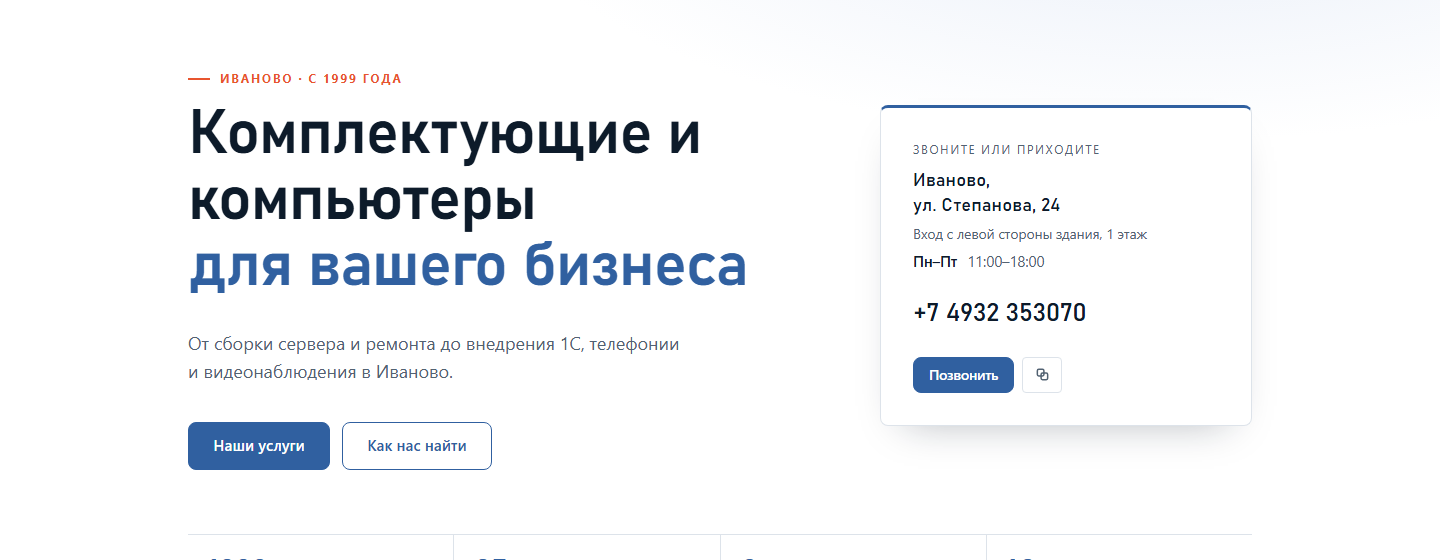 ИВАНОВО · С 1999 ГОДА
Комплектующие и
компьютеры
для вашего бизнеса
От сборки сервера и ремонта до внедрения 1С, телефонии
и видеонаблюдения в Иваново.
Наши услуги
Как нас найти
ЗВОНИТЕ ИЛИ ПРИХОДИТЕ
Иваново,
ул. Степанова, 24
Вход с левой стороны здания, 1 этаж
Пн–Пт 11:00–18:00
+7 4932 353070
Позвонить